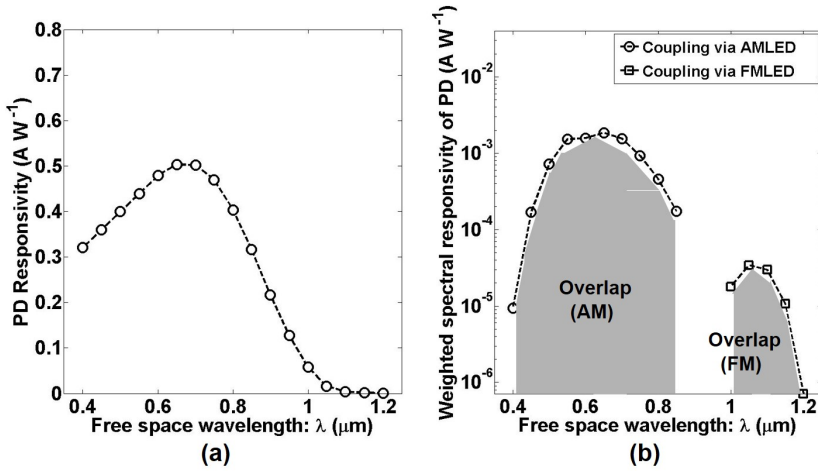 0.8
0.7
0.6
0.5
0.4
0.3
0.2
0.1
0
PD Responsivity (A W⁻¹)
0.4 0.6 0.8 1 1.2
Free space wavelength: λ (μm)
(a)
Coupling via AMLED
Coupling via FMLED
10⁻²
10⁻³
10⁻⁴
10⁻⁵
10⁻⁶
Weighted spectral responsivity of PD (A W⁻¹)
Overlap
(AM)
Overlap
(FM)
0.4 0.6 0.8 1 1.2
Free space wavelength: λ (μm)
(b)